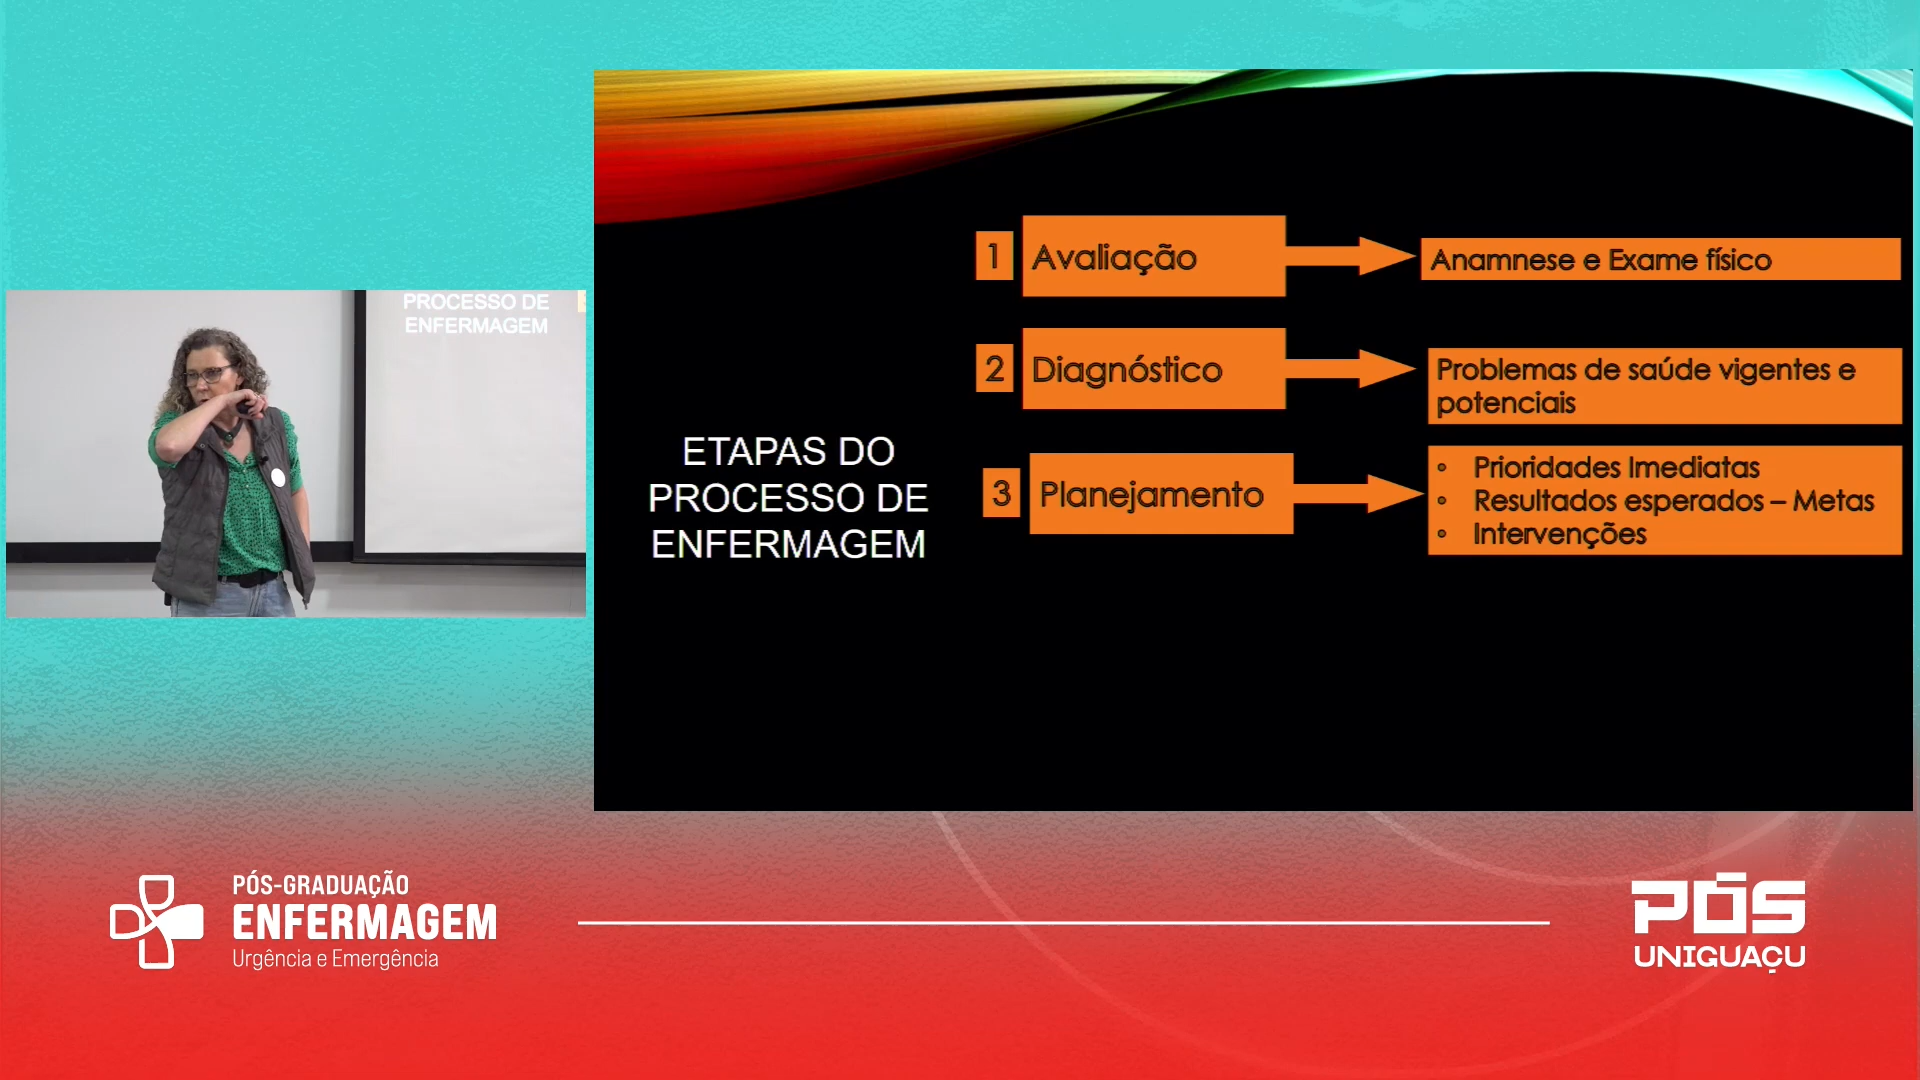 PROCESSO DE
ENFERMAGEM
ETAPAS DO
PROCESSO DE
ENFERMAGEM
1 Avaliação
Anamnese e Exame físico
2 Diagnóstico
Problemas de saúde vigentes e
potenciais
3 Planejamento
• Prioridades Imediatas
• Resultados esperados – Metas
• Intervenções
PÓS-GRADUAÇÃO
ENFERMAGEM
Urgência e Emergência
PÓS
UNIGUAÇU